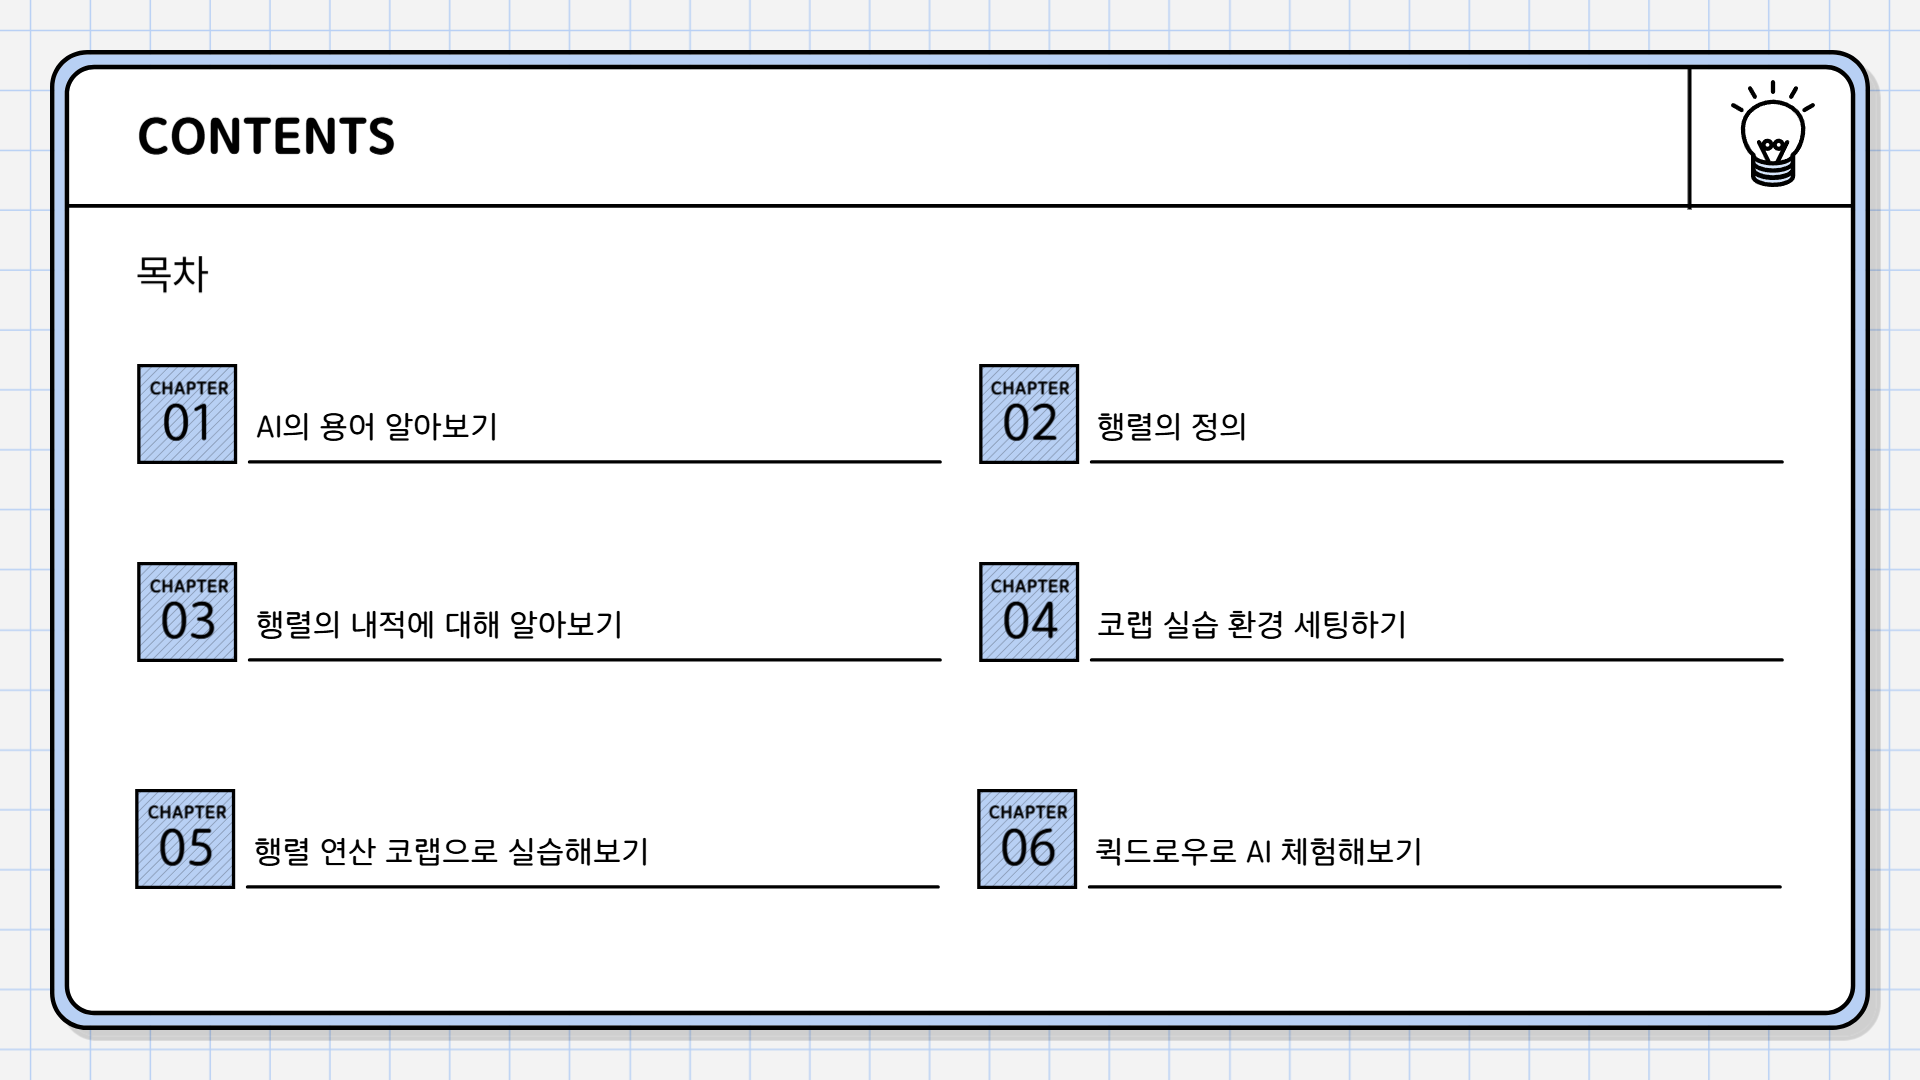 CONTENTS
목차
CHAPTER
01
AI의 용어 알아보기
CHAPTER
02
행렬의 정의
CHAPTER
03
행렬의 내적에 대해 알아보기
CHAPTER
04
코랩 실습 환경 세팅하기
CHAPTER
05
행렬 연산 코랩으로 실습해보기
CHAPTER
06
퀵드로우로 AI 체험해보기